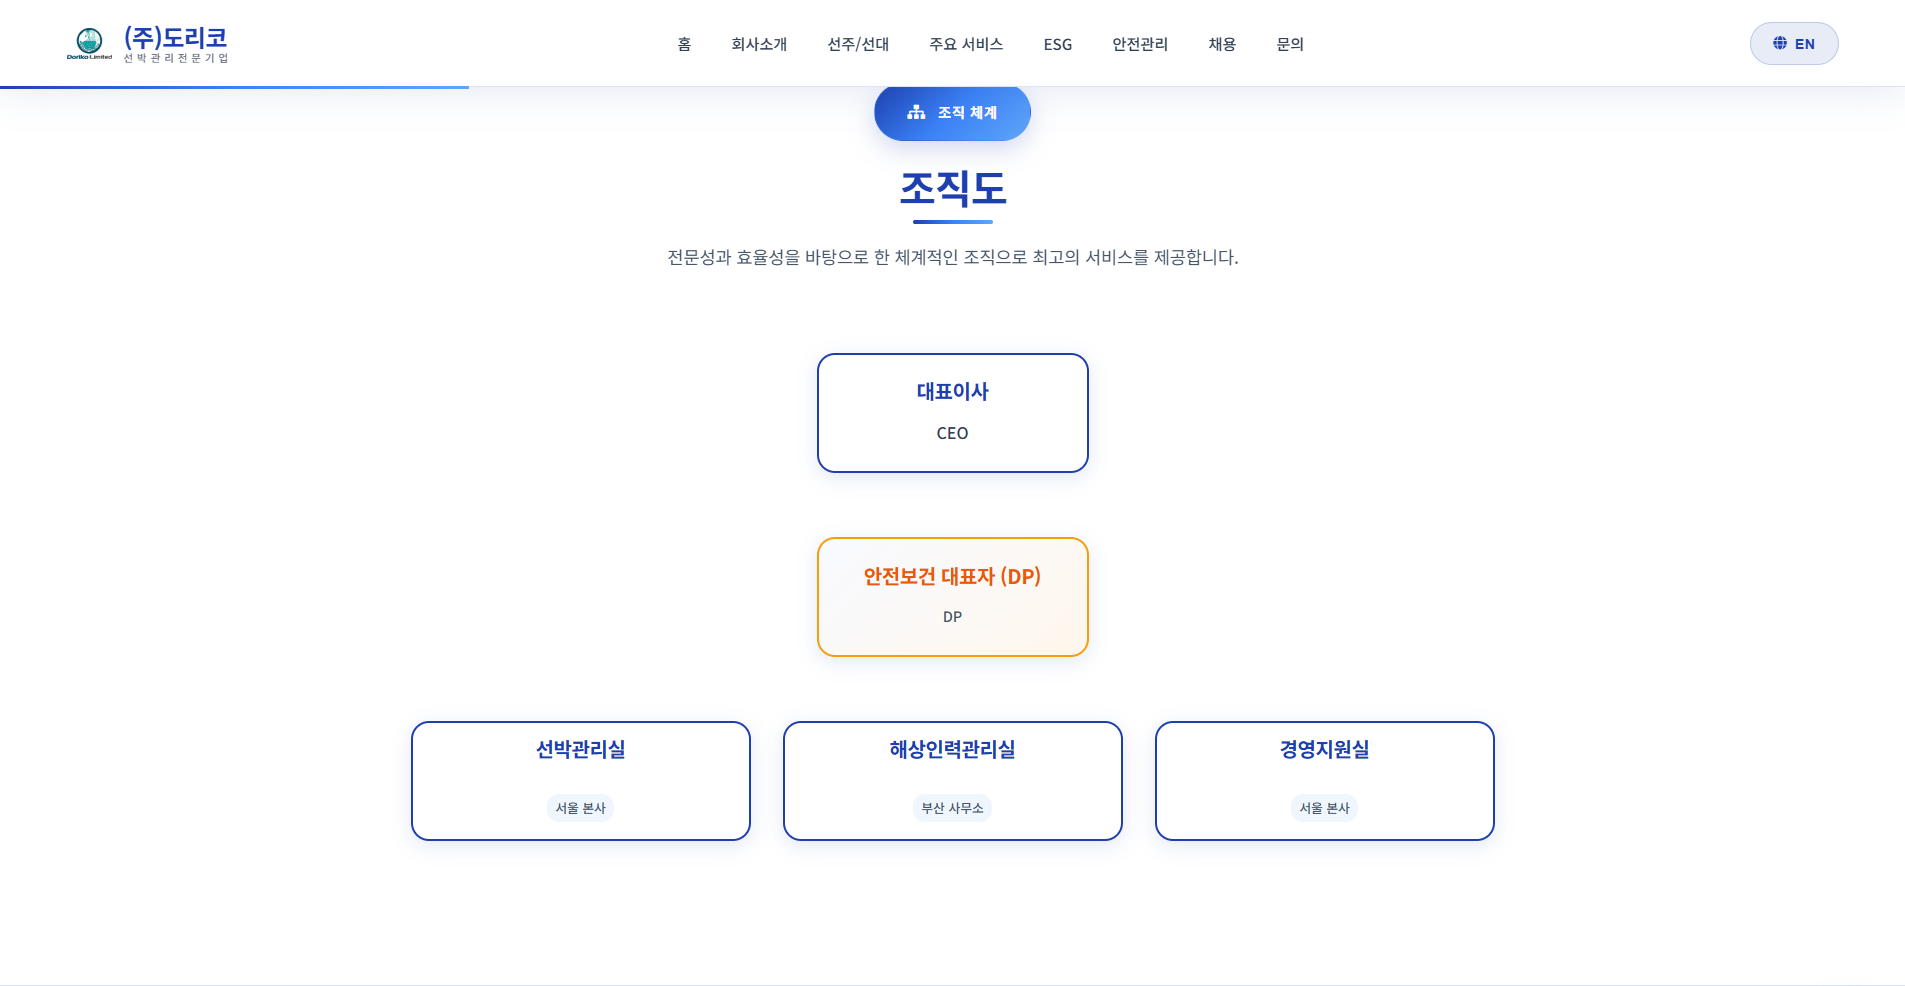 Doriko Limited
(주)도리코
선박관리전문기업
홈
회사소개
선주/선대
주요 서비스
ESG
안전관리
채용
문의
EN
조직 체계
조직도
전문성과 효율성을 바탕으로 한 체계적인 조직으로 최고의 서비스를 제공합니다.
대표이사
CEO
안전보건 대표자 (DP)
DP
선박관리실
서울 본사
해상인력관리실
부산 사무소
경영지원실
서울 본사